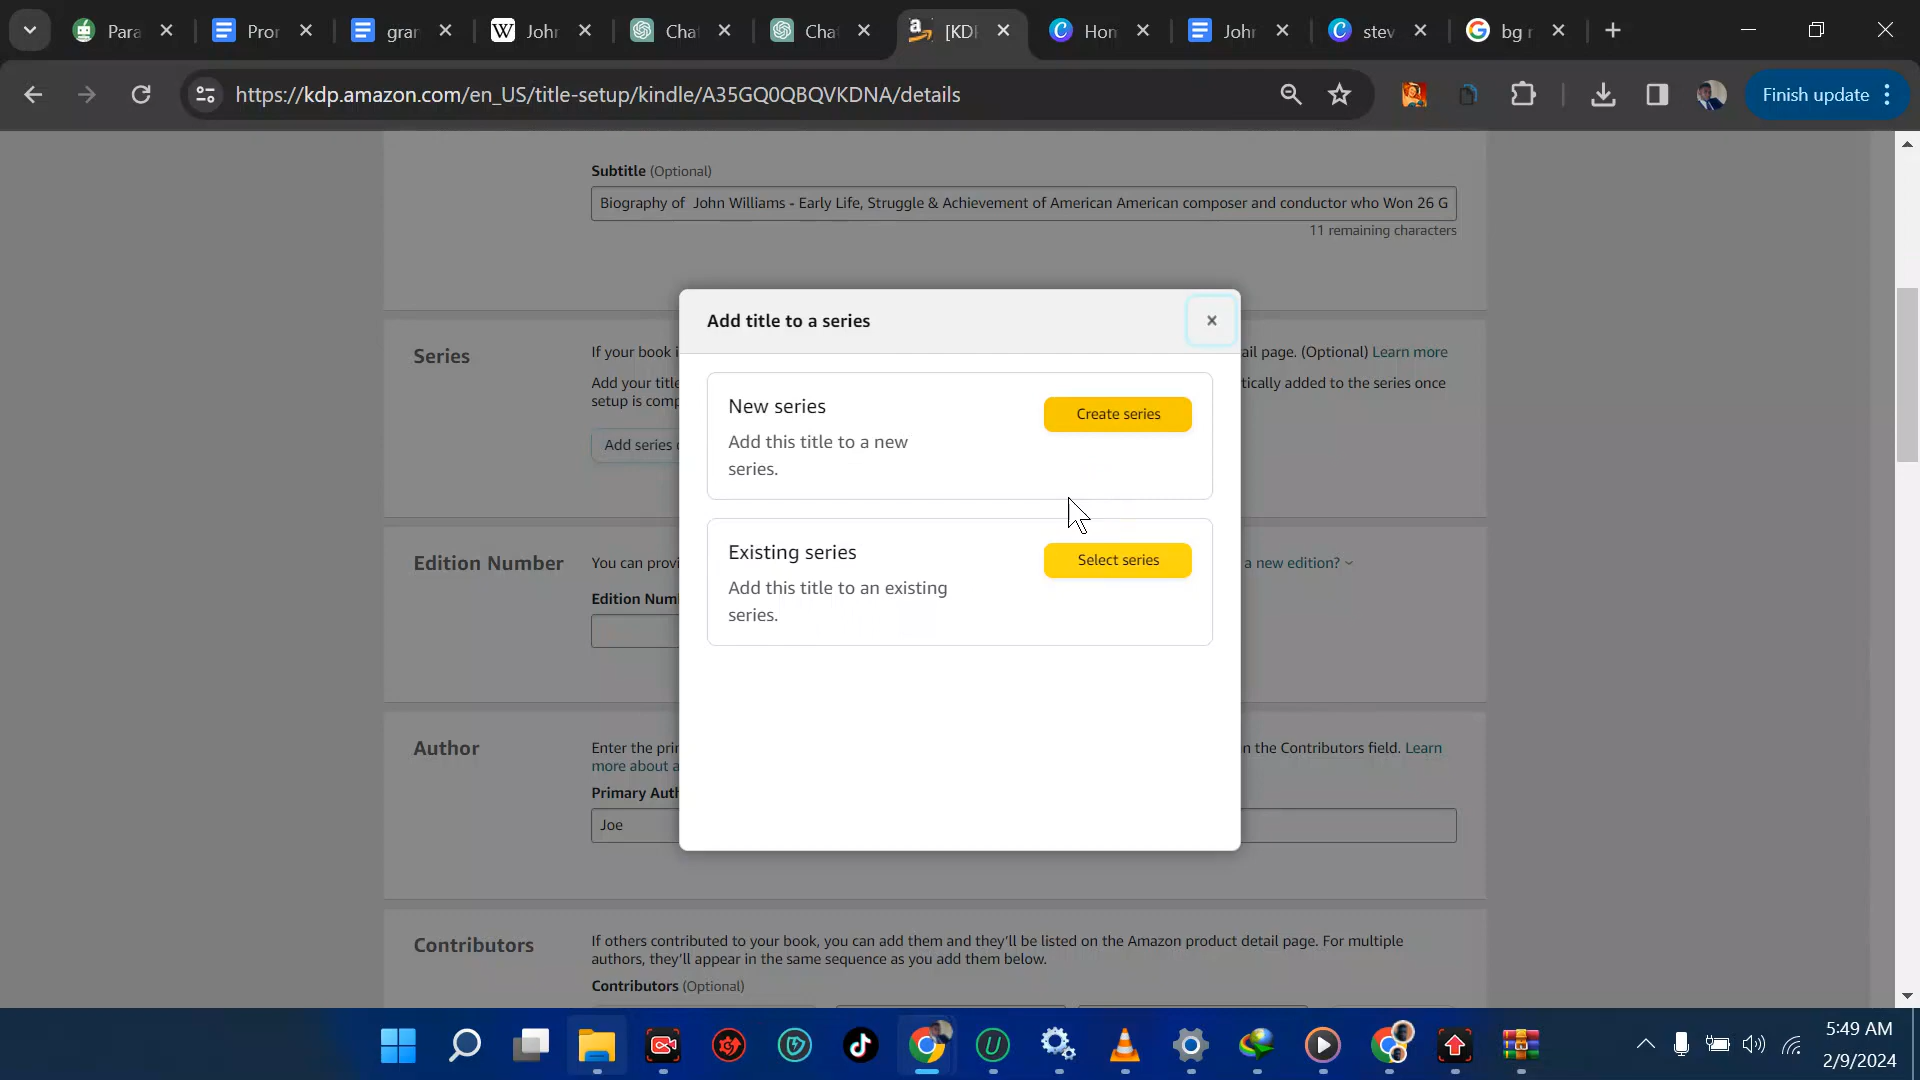 Para
Pror
grar
John
Cha
Cha
[KDP
Hom
John
stev
bg r
https://kdp.amazon.com/en_US/title-setup/kindle/A35GQ0QBQVKDNA/details
Finish update
Subtitle (Optional)
Biography of  John Williams - Early Life, Struggle & Achievement of American American composer and conductor who Won 26 G
11 remaining characters
Add title to a series
Series
If your book i
ail page. (Optional) Learn more
Add your title
tically added to the series once
setup is comp
New series
Create series
Add this title to a new
series.
Add series
Existing series
Select series
Add this title to an existing
series.
Edition Number
You can provi
a new edition?
Edition Num
Author
Enter the prin
n the Contributors field. Learn
more about a
Primary Auth
Joe
Contributors
If others contributed to your book, you can add them and they'll be listed on the Amazon product detail page. For multiple
authors, they'll appear in the same sequence as you add them below.
Contributors (Optional)
5:49 AM
2/9/2024